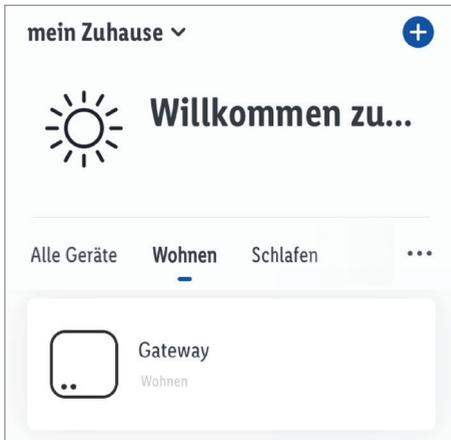 mein Zuhause
Willkommen zu...
Alle Geräte Wohnen Schlafen
Gateway
Wohnen